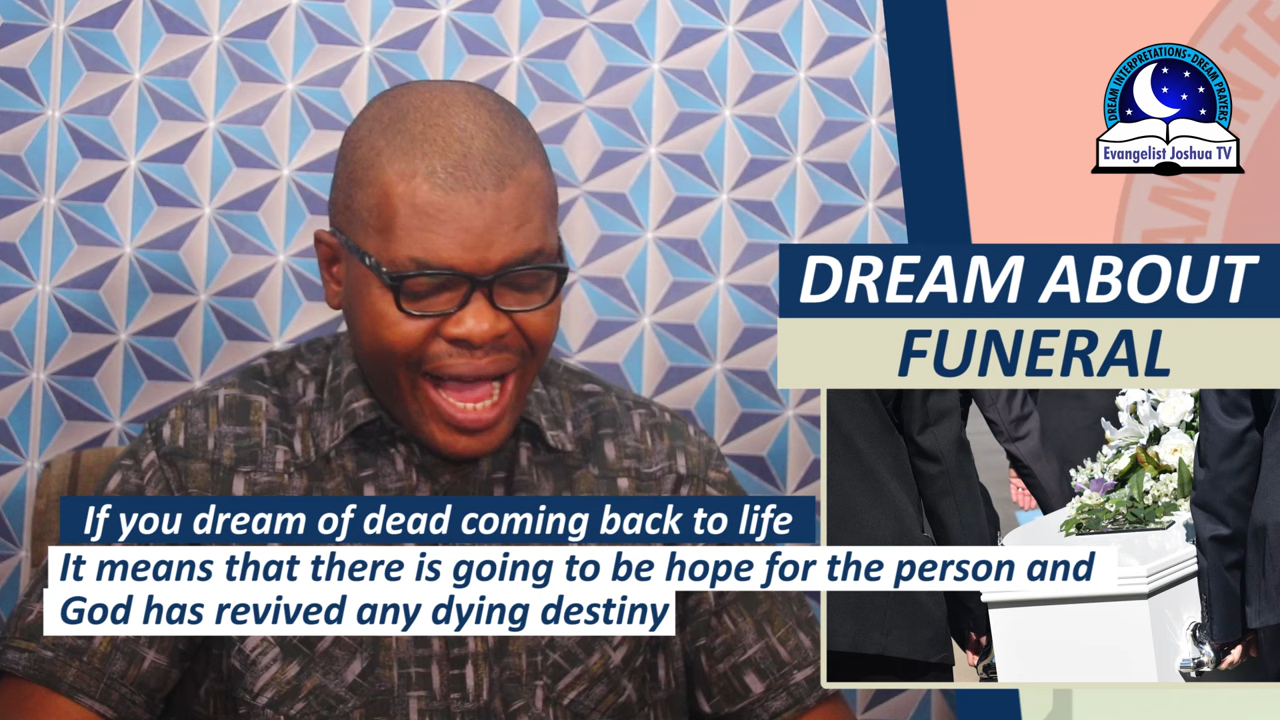 DREAM INTERPRETATIONS • DREAM PRAYERS
Evangelist Joshua TV
DREAM ABOUT
FUNERAL
If you dream of dead coming back to life
It means that there is going to be hope for the person and
God has revived any dying destiny